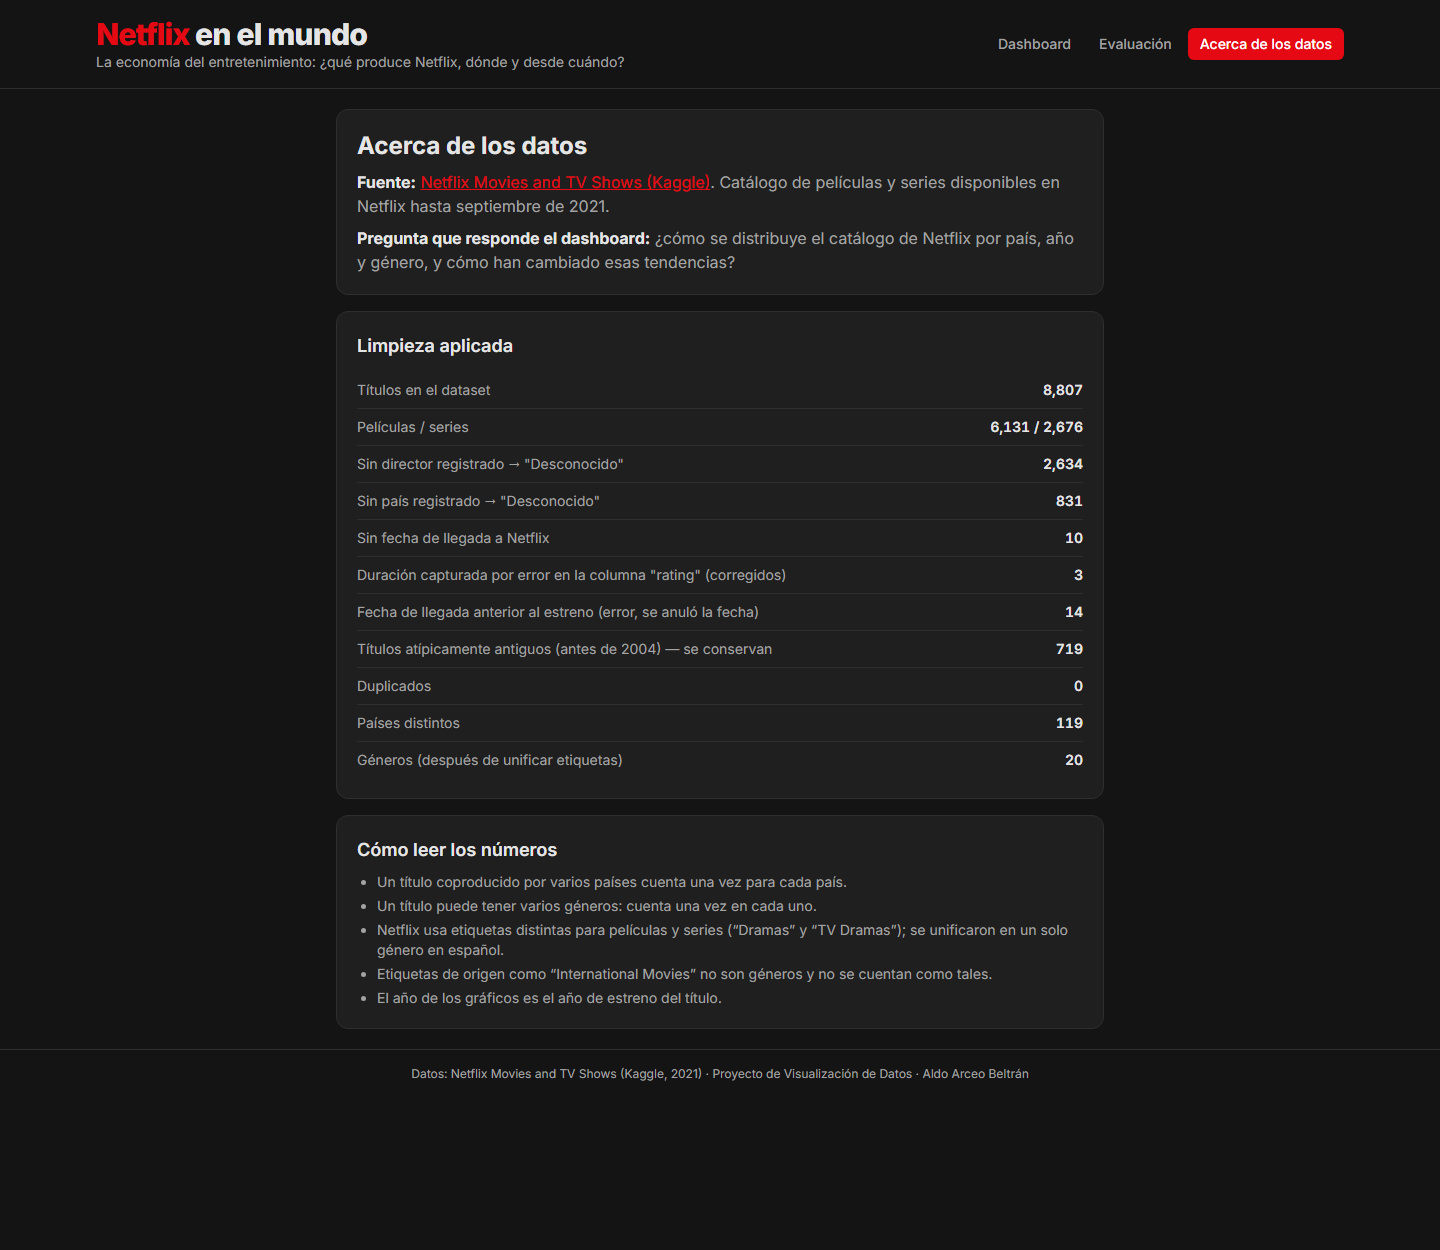 Netflix en el mundo
La economía del entretenimiento: ¿qué produce Netflix, dónde y desde cuándo?
Dashboard
Evaluación
Acerca de los datos
Acerca de los datos
Fuente: Netflix Movies and TV Shows (Kaggle). Catálogo de películas y series disponibles en
Netflix hasta septiembre de 2021.
Pregunta que responde el dashboard: ¿cómo se distribuye el catálogo de Netflix por país, año
y género, y cómo han cambiado esas tendencias?
Limpieza aplicada
Títulos en el dataset 8,807
Películas / series 6,131 / 2,676
Sin director registrado → "Desconocido" 2,634
Sin país registrado → "Desconocido" 831
Sin fecha de llegada a Netflix 10
Duración capturada por error en la columna "rating" (corregidos) 3
Fecha de llegada anterior al estreno (error, se anuló la fecha) 14
Títulos atípicamente antiguos (antes de 2004) — se conservan 719
Duplicados 0
Países distintos 119
Géneros (después de unificar etiquetas) 20
Cómo leer los números
• Un título coproducido por varios países cuenta una vez para cada país.
• Un título puede tener varios géneros: cuenta una vez en cada uno.
• Netflix usa etiquetas distintas para películas y series (“Dramas” y “TV Dramas”); se unificaron en un solo
género en español.
• Etiquetas de origen como “International Movies” no son géneros y no se cuentan como tales.
• El año de los gráficos es el año de estreno del título.
Datos: Netflix Movies and TV Shows (Kaggle, 2021) · Proyecto de Visualización de Datos · Aldo Arceo Beltrán